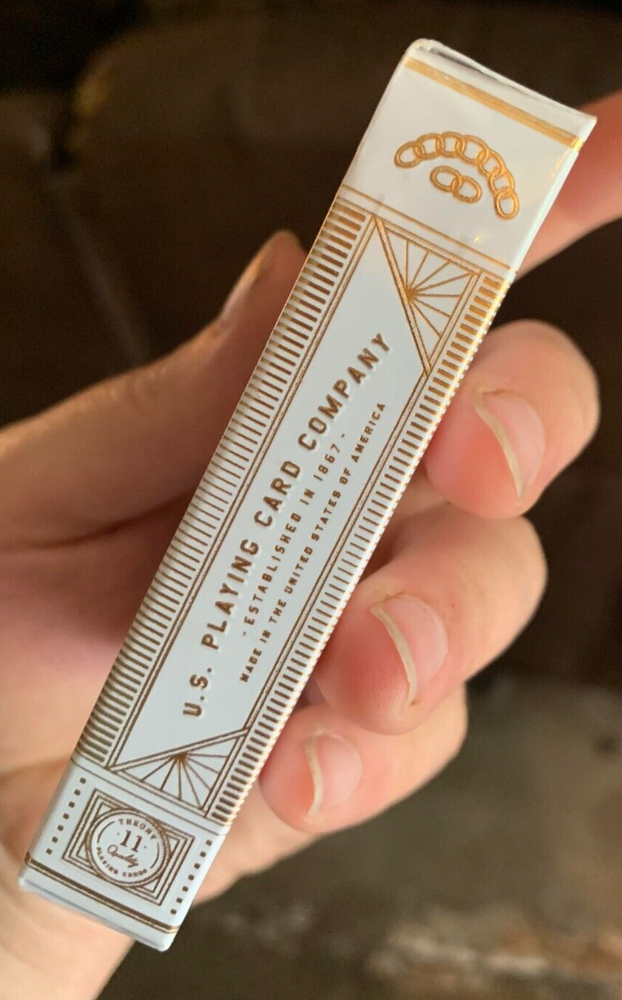 U.S. PLAYING CARD COMPANY
- ESTABLISHED IN 1867 -
MADE IN THE UNITED STATES OF AMERICA
THEORY
·11·
Quality
PLAYING CARDS